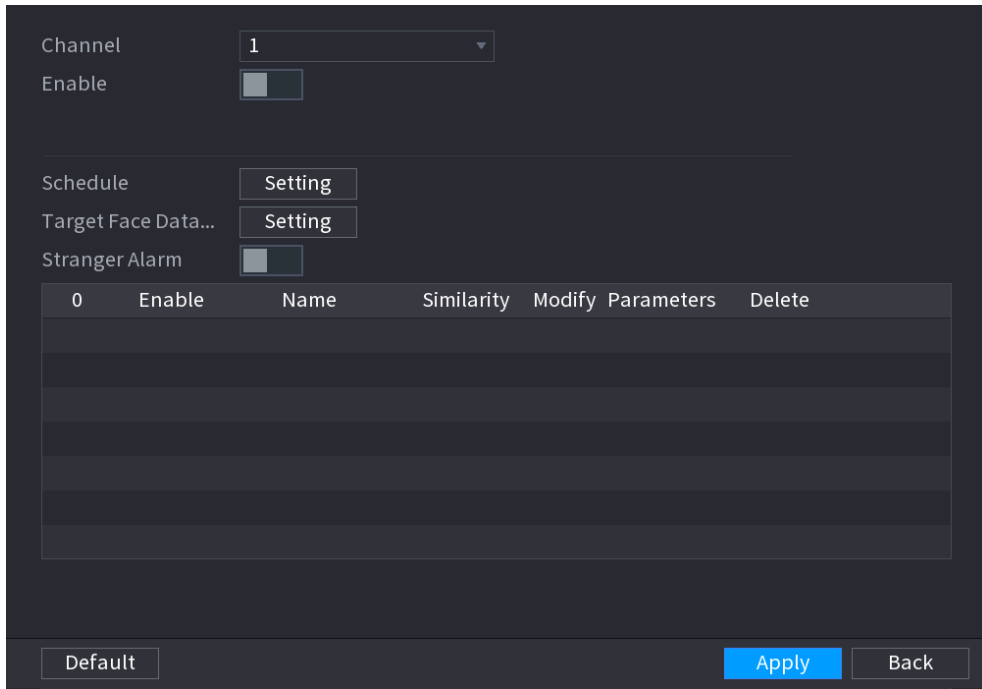 Channel 1
Enable
Schedule Setting
Target Face Data... Setting
Stranger Alarm
0 Enable Name Similarity Modify Parameters Delete
Default Apply Back